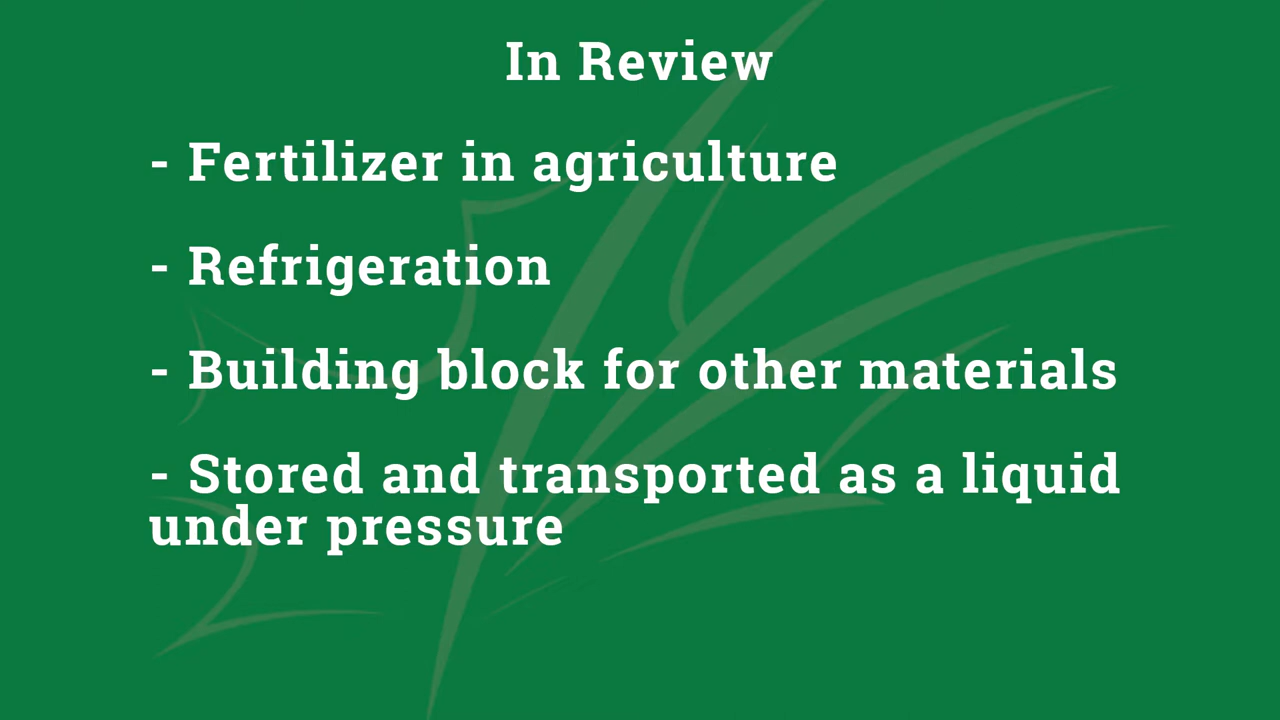 In Review
- Fertilizer in agriculture
- Refrigeration
- Building block for other materials
- Stored and transported as a liquid
under pressure